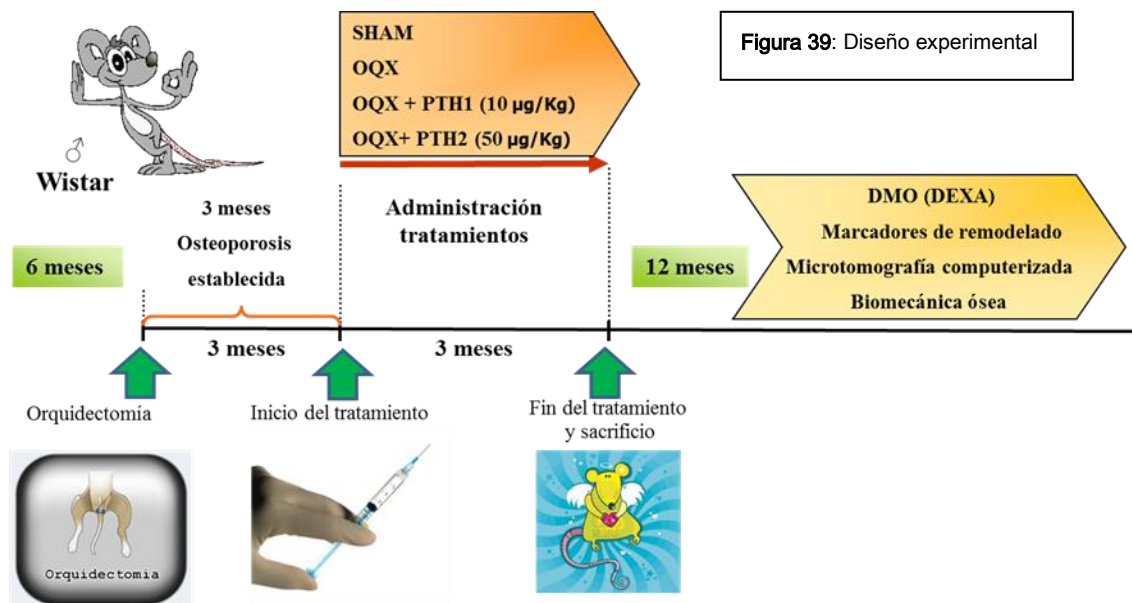 Figura 39: Diseño experimental
SHAM
OQX
OQX + PTH1 (10 µg/Kg)
OQX+ PTH2 (50 µg/Kg)
♂
Wistar
3 meses
Osteoporosis
establecida
Administración
tratamientos
6 meses
12 meses
DMO (DEXA)
Marcadores de remodelado
Microtomografía computerizada
Biomecánica ósea
3 meses
3 meses
Orquidectomía
Inicio del tratamiento
Fin del tratamiento
y sacrificio
Orquidectomia